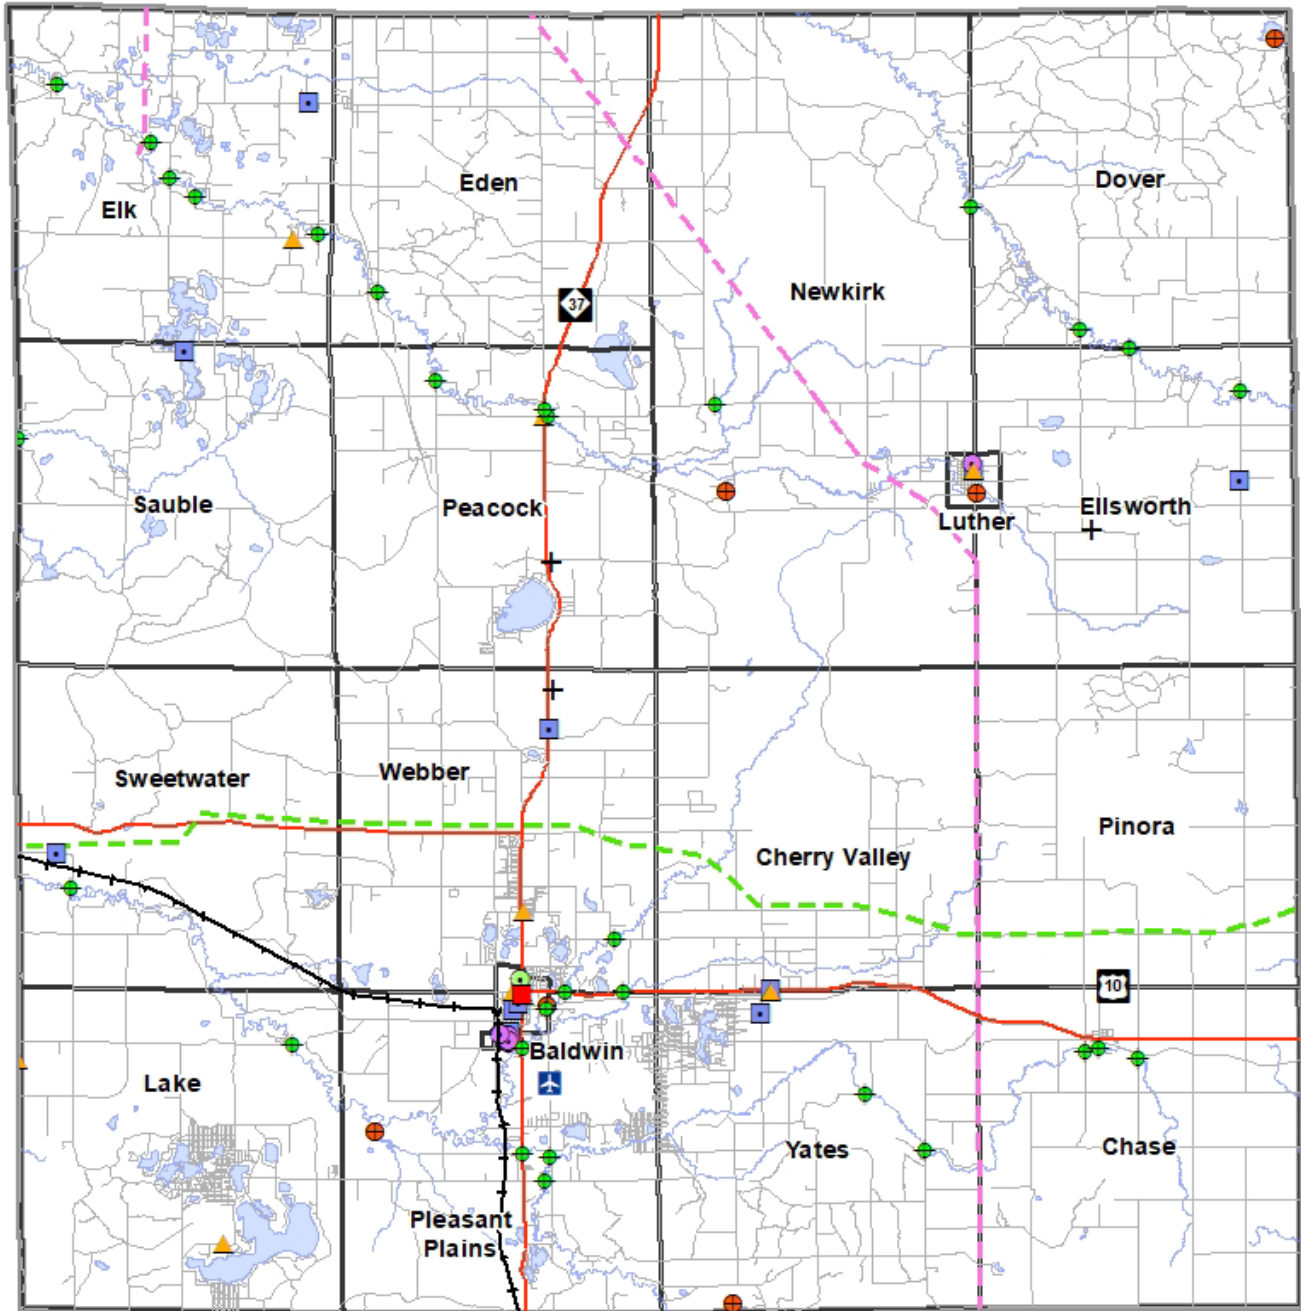 Dover
Eden
Elk
Newkirk
37
Sauble
Peacock
Ellsworth
Luther
Sweetwater
Webber
Pinora
Cherry Valley
10
Baldwin
Lake
Yates
Chase
Pleasant
Plains